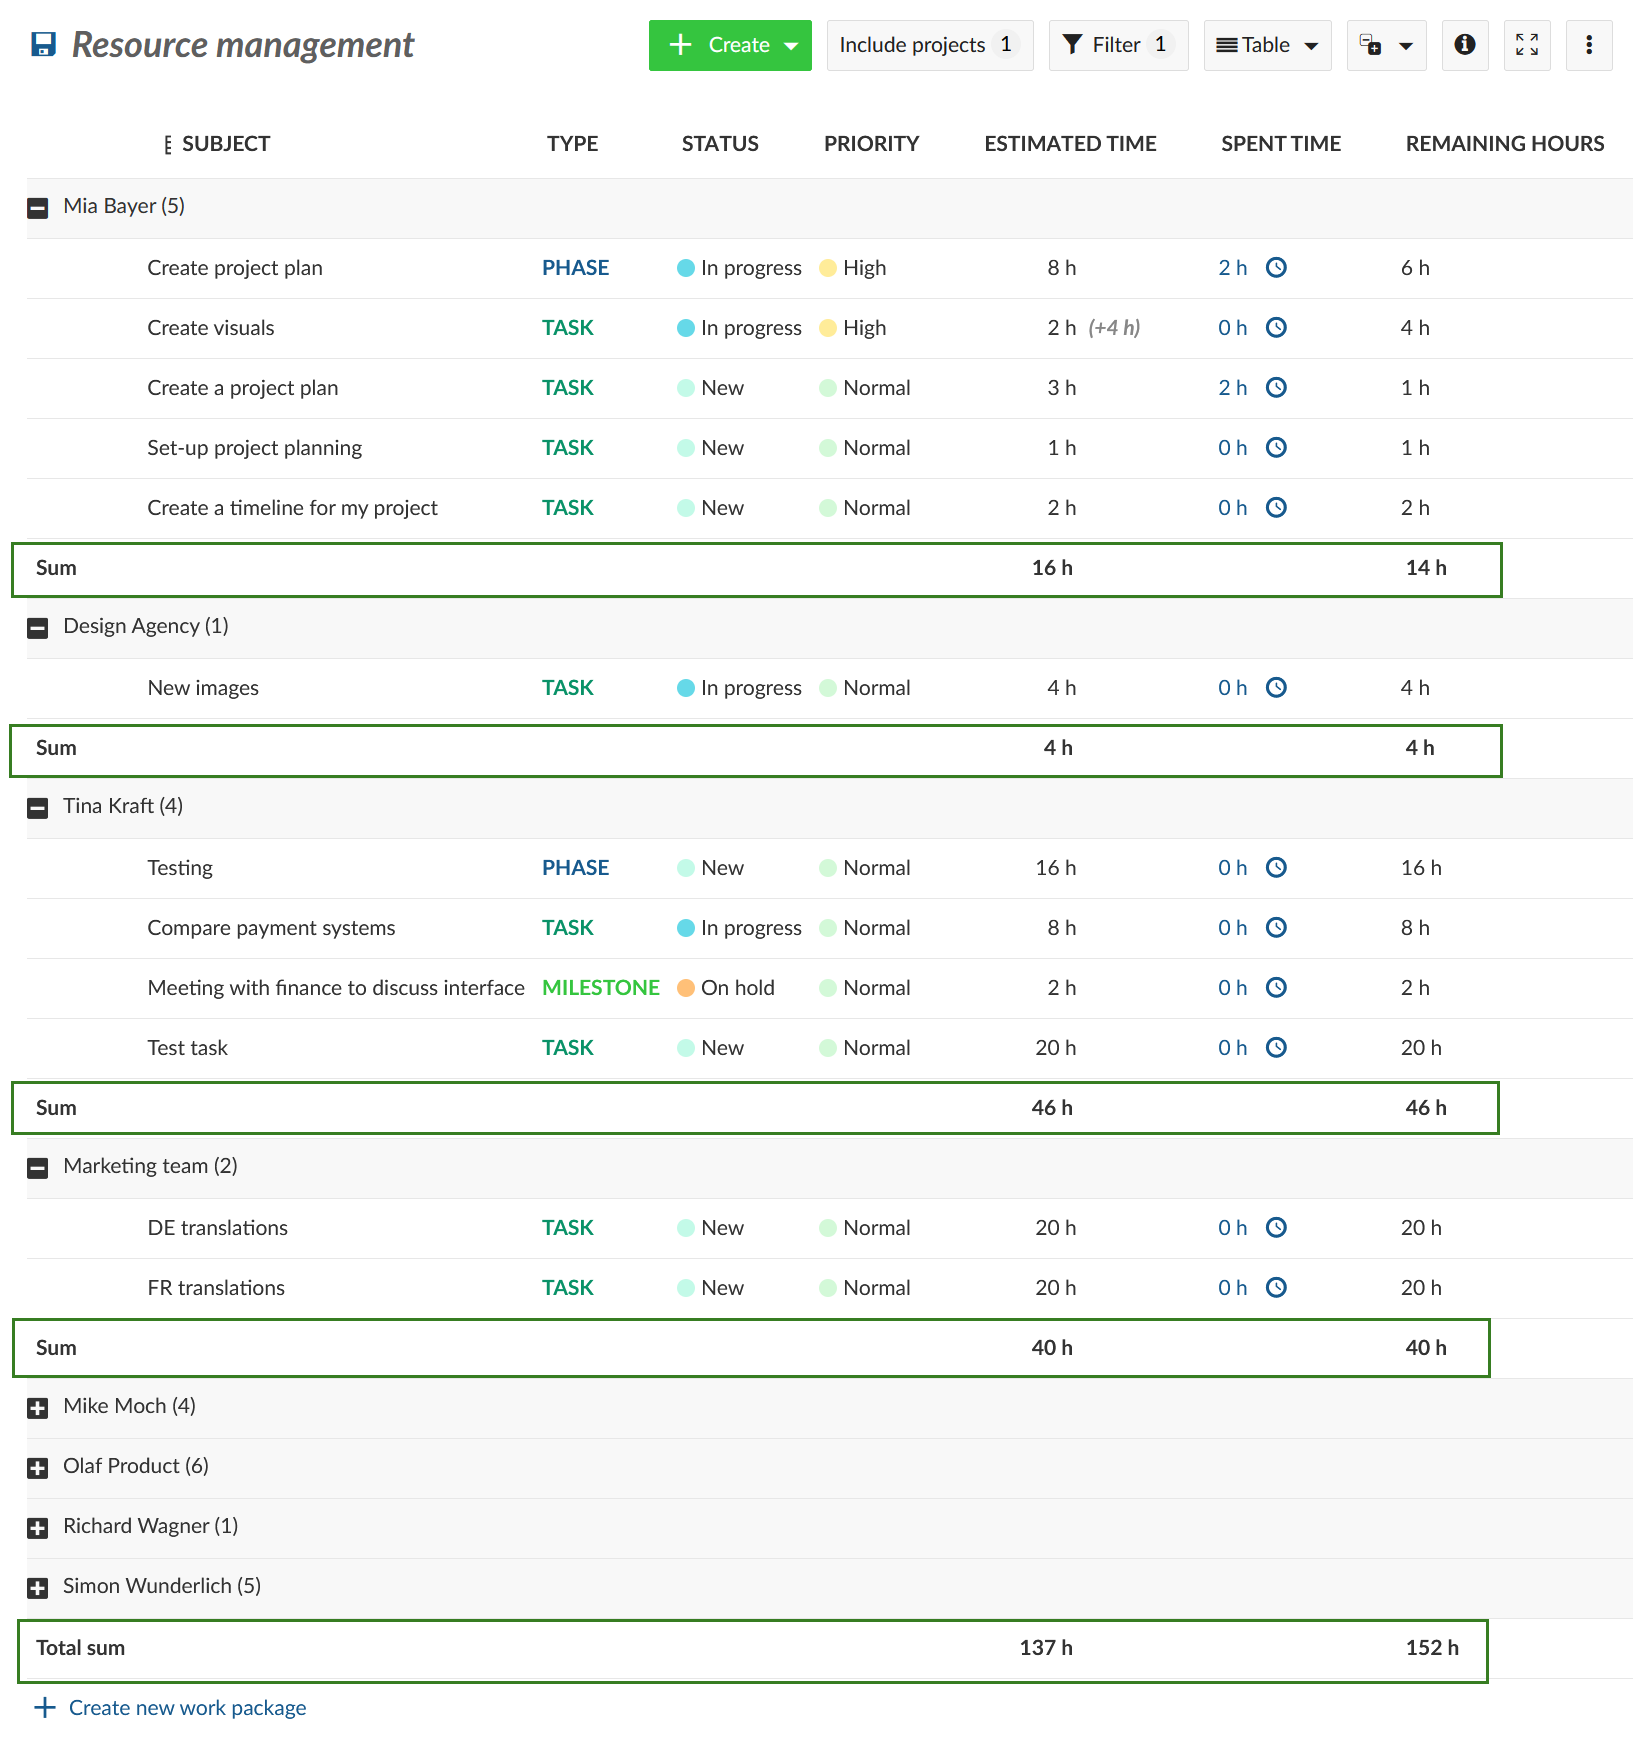 Resource management
Create
Include projects 1
Filter 1
Table
SUBJECT TYPE STATUS PRIORITY ESTIMATED TIME SPENT TIME REMAINING HOURS
Mia Bayer (5)
Create project plan PHASE In progress High 8 h 2 h 6 h
Create visuals TASK In progress High 2 h (+4 h) 0 h 4 h
Create a project plan TASK New Normal 3 h 2 h 1 h
Set-up project planning TASK New Normal 1 h 0 h 1 h
Create a timeline for my project TASK New Normal 2 h 0 h 2 h
Sum 16 h 14 h
Design Agency (1)
New images TASK In progress Normal 4 h 0 h 4 h
Sum 4 h 4 h
Tina Kraft (4)
Testing PHASE New Normal 16 h 0 h 16 h
Compare payment systems TASK In progress Normal 8 h 0 h 8 h
Meeting with finance to discuss interface MILESTONE On hold Normal 2 h 0 h 2 h
Test task TASK New Normal 20 h 0 h 20 h
Sum 46 h 46 h
Marketing team (2)
DE translations TASK New Normal 20 h 0 h 20 h
FR translations TASK New Normal 20 h 0 h 20 h
Sum 40 h 40 h
Mike Moch (4)
Olaf Product (6)
Richard Wagner (1)
Simon Wunderlich (5)
Total sum 137 h 152 h
Create new work package